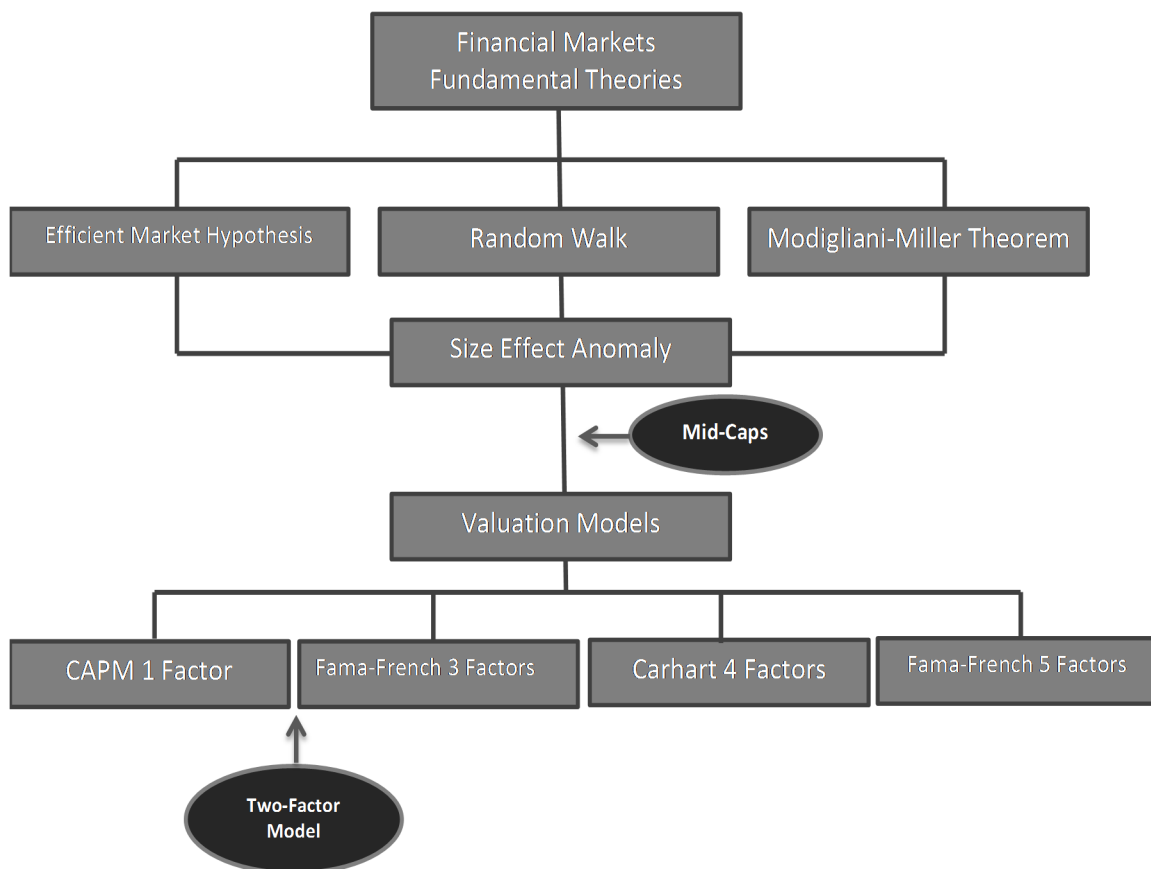 Financial Markets
Fundamental Theories
Efficient Market Hypothesis
Random Walk
Modigliani-Miller Theorem
Size Effect Anomaly
Mid-Caps
Valuation Models
CAPM 1 Factor
Fama-French 3 Factors
Carhart 4 Factors
Fama-French 5 Factors
Two-Factor
Model